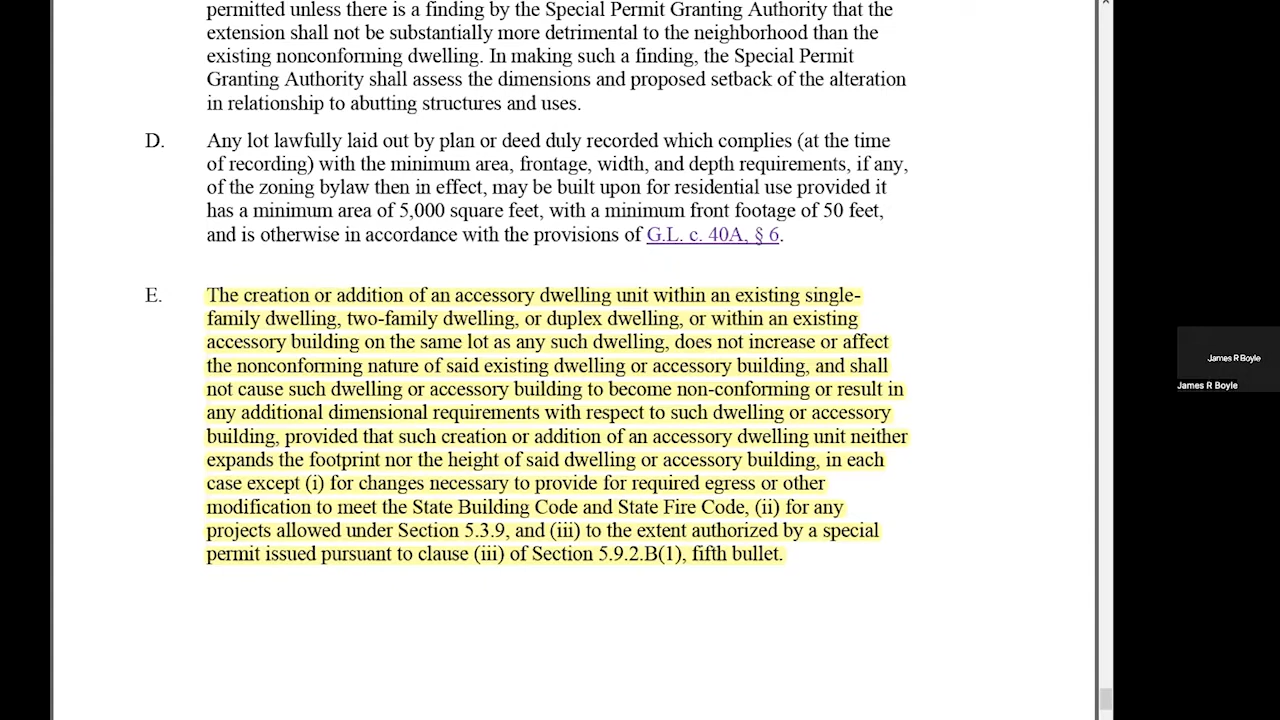 permitted unless there is a finding by the Special Permit Granting Authority that the
extension shall not be substantially more detrimental to the neighborhood than the
existing nonconforming dwelling. In making such a finding, the Special Permit
Granting Authority shall assess the dimensions and proposed setback of the alteration
in relationship to abutting structures and uses.
D. Any lot lawfully laid out by plan or deed duly recorded which complies (at the time
of recording) with the minimum area, frontage, width, and depth requirements, if any,
of the zoning bylaw then in effect, may be built upon for residential use provided it
has a minimum area of 5,000 square feet, with a minimum front footage of 50 feet,
and is otherwise in accordance with the provisions of G.L. c. 40A, § 6.
E. The creation or addition of an accessory dwelling unit within an existing single-
family dwelling, two-family dwelling, or duplex dwelling, or within an existing
accessory building on the same lot as any such dwelling, does not increase or affect
the nonconforming nature of said existing dwelling or accessory building, and shall
not cause such dwelling or accessory building to become non-conforming or result in
any additional dimensional requirements with respect to such dwelling or accessory
building, provided that such creation or addition of an accessory dwelling unit neither
expands the footprint nor the height of said dwelling or accessory building, in each
case except (i) for changes necessary to provide for required egress or other
modification to meet the State Building Code and State Fire Code, (ii) for any
projects allowed under Section 5.3.9, and (iii) to the extent authorized by a special
permit issued pursuant to clause (iii) of Section 5.9.2.B(1), fifth bullet.
James R Boyle
James R Boyle